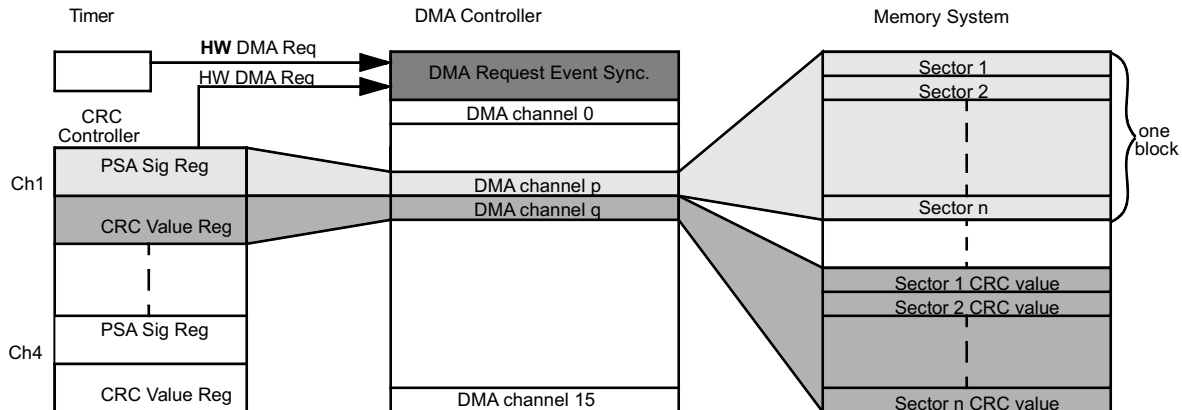 Timer
DMA Controller
Memory System
HW DMA Req
HW DMA Req
DMA Request Event Sync.
DMA channel 0
CRC
Controller
Ch1
PSA Sig Reg
CRC Value Reg
DMA channel p
DMA channel q
Sector 1
Sector 2
Sector n
one
block
Sector 1 CRC value
Sector 2 CRC value
Ch4
PSA Sig Reg
CRC Value Reg
DMA channel 15
Sector n CRC value